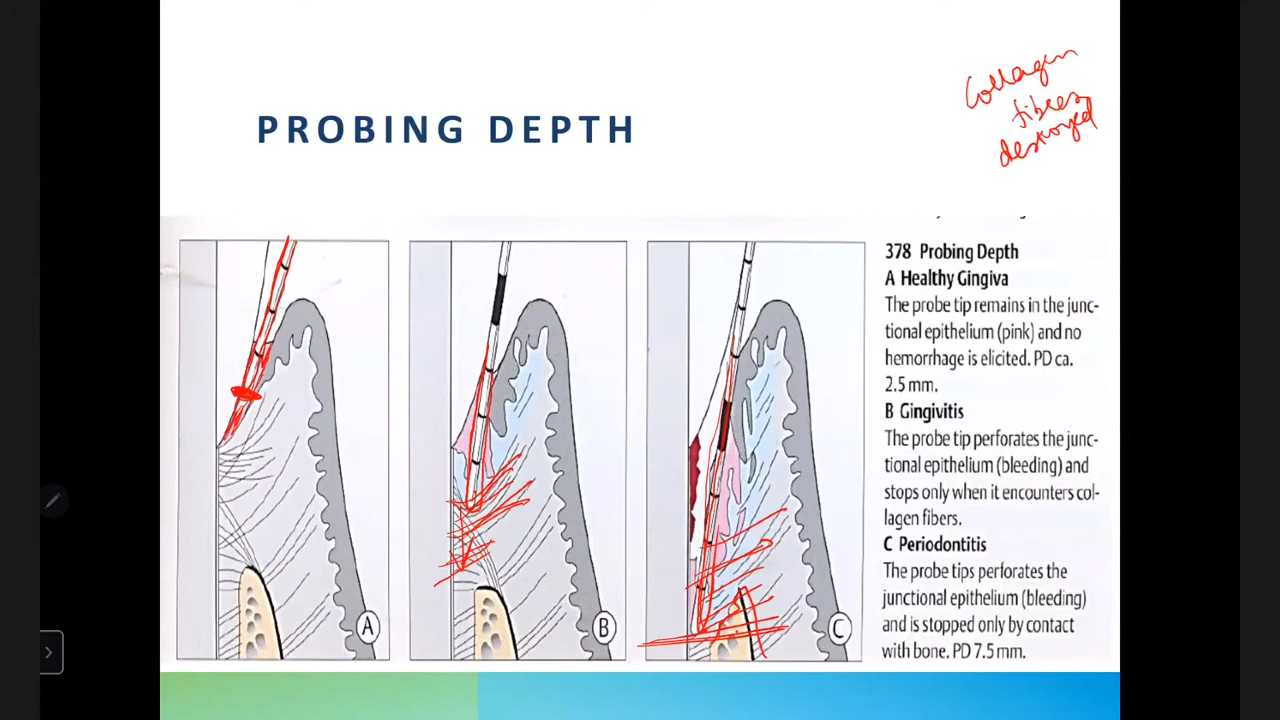 Collagen
fibres
destroyed
PROBING DEPTH
378 Probing Depth
A Healthy Gingiva
The probe tip remains in the junc-
tional epithelium (pink) and no
hemorrhage is elicited. PD ca.
2.5 mm.
B Gingivitis
The probe tip perforates the junc-
tional epithelium (bleeding) and
stops only when it encounters col-
lagen fibers.
C Periodontitis
The probe tips perforates the
junctional epithelium (bleeding)
and is stopped only by contact
with bone. PD 7.5 mm.
A
B
C